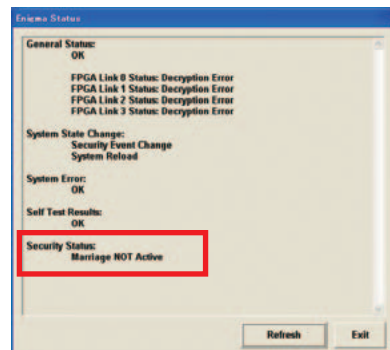 Enigma Status
General Status:
OK
FPGA Link 0 Status: Decryption Error
FPGA Link 1 Status: Decryption Error
FPGA Link 2 Status: Decryption Error
FPGA Link 3 Status: Decryption Error
System State Change:
Security Event Change
System Reload
System Error:
OK
Self Test Results:
OK
Security Status:
Marriage NOT Active
Refresh Exit